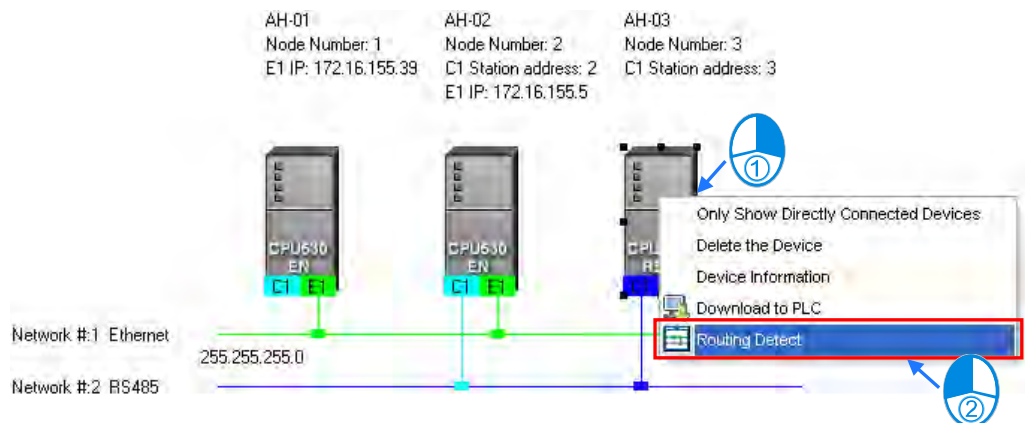 AH-01
Node Number: 1
E1 IP: 172.16.155.39
AH-02
Node Number: 2
C1 Station address: 2
E1 IP: 172.16.155.5
AH-03
Node Number: 3
C1 Station address: 3
①
CPU530
EN
C1 E1
CPU530
EN
C1 E1
Only Show Directly Connected Devices
Delete the Device
Device Information
Download to PLC
Routing Detect
②
Network #:1 Ethernet
255.255.255.0
Network #:2 RS485